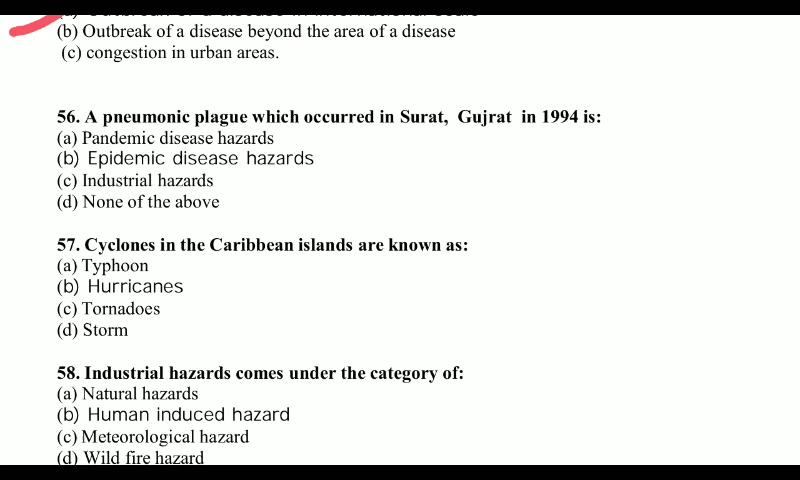 (b) Outbreak of a disease beyond the area of a disease
(c) congestion in urban areas.
56. A pneumonic plague which occurred in Surat, Gujrat in 1994 is:
(a) Pandemic disease hazards
(b) Epidemic disease hazards
(c) Industrial hazards
(d) None of the above
57. Cyclones in the Caribbean islands are known as:
(a) Typhoon
(b) Hurricanes
(c) Tornadoes
(d) Storm
58. Industrial hazards comes under the category of:
(a) Natural hazards
(b) Human induced hazard
(c) Meteorological hazard
(d) Wild fire hazard